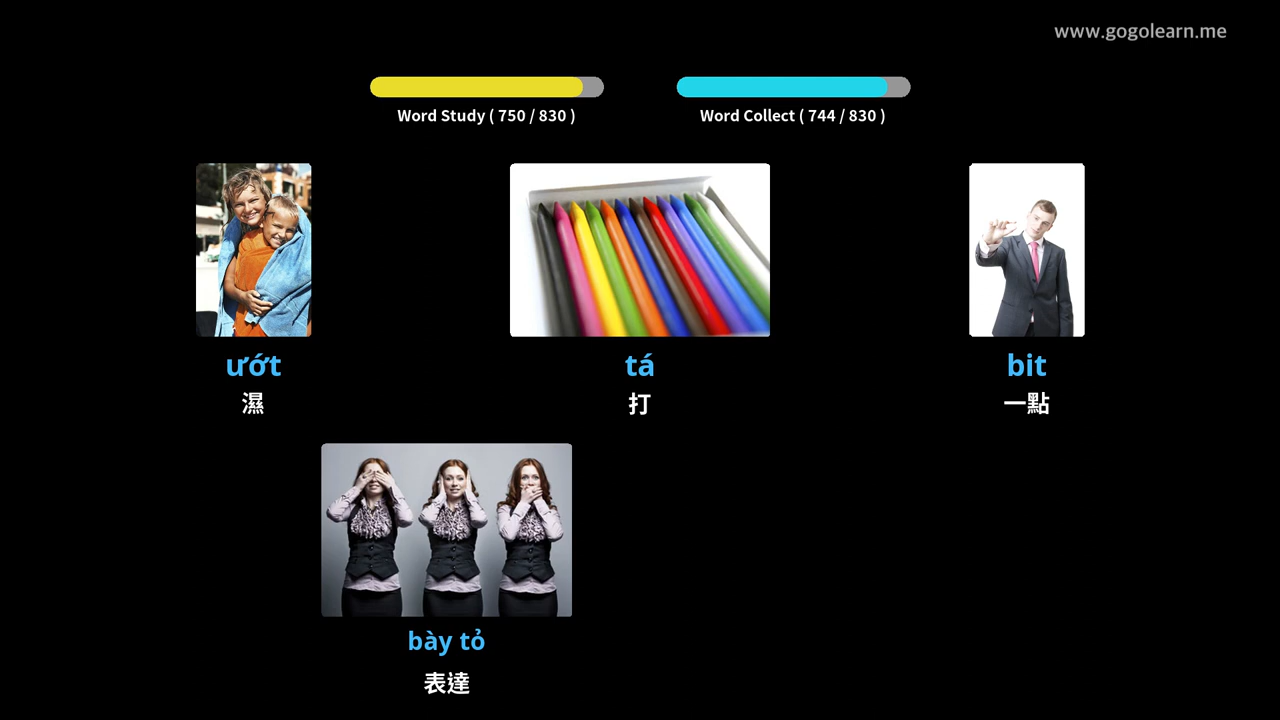 www.gogolearn.me
Word Study ( 750 / 830 )
Word Collect ( 744 / 830 )
ướt
濕
tá
打
bit
一點
bày tỏ
表達